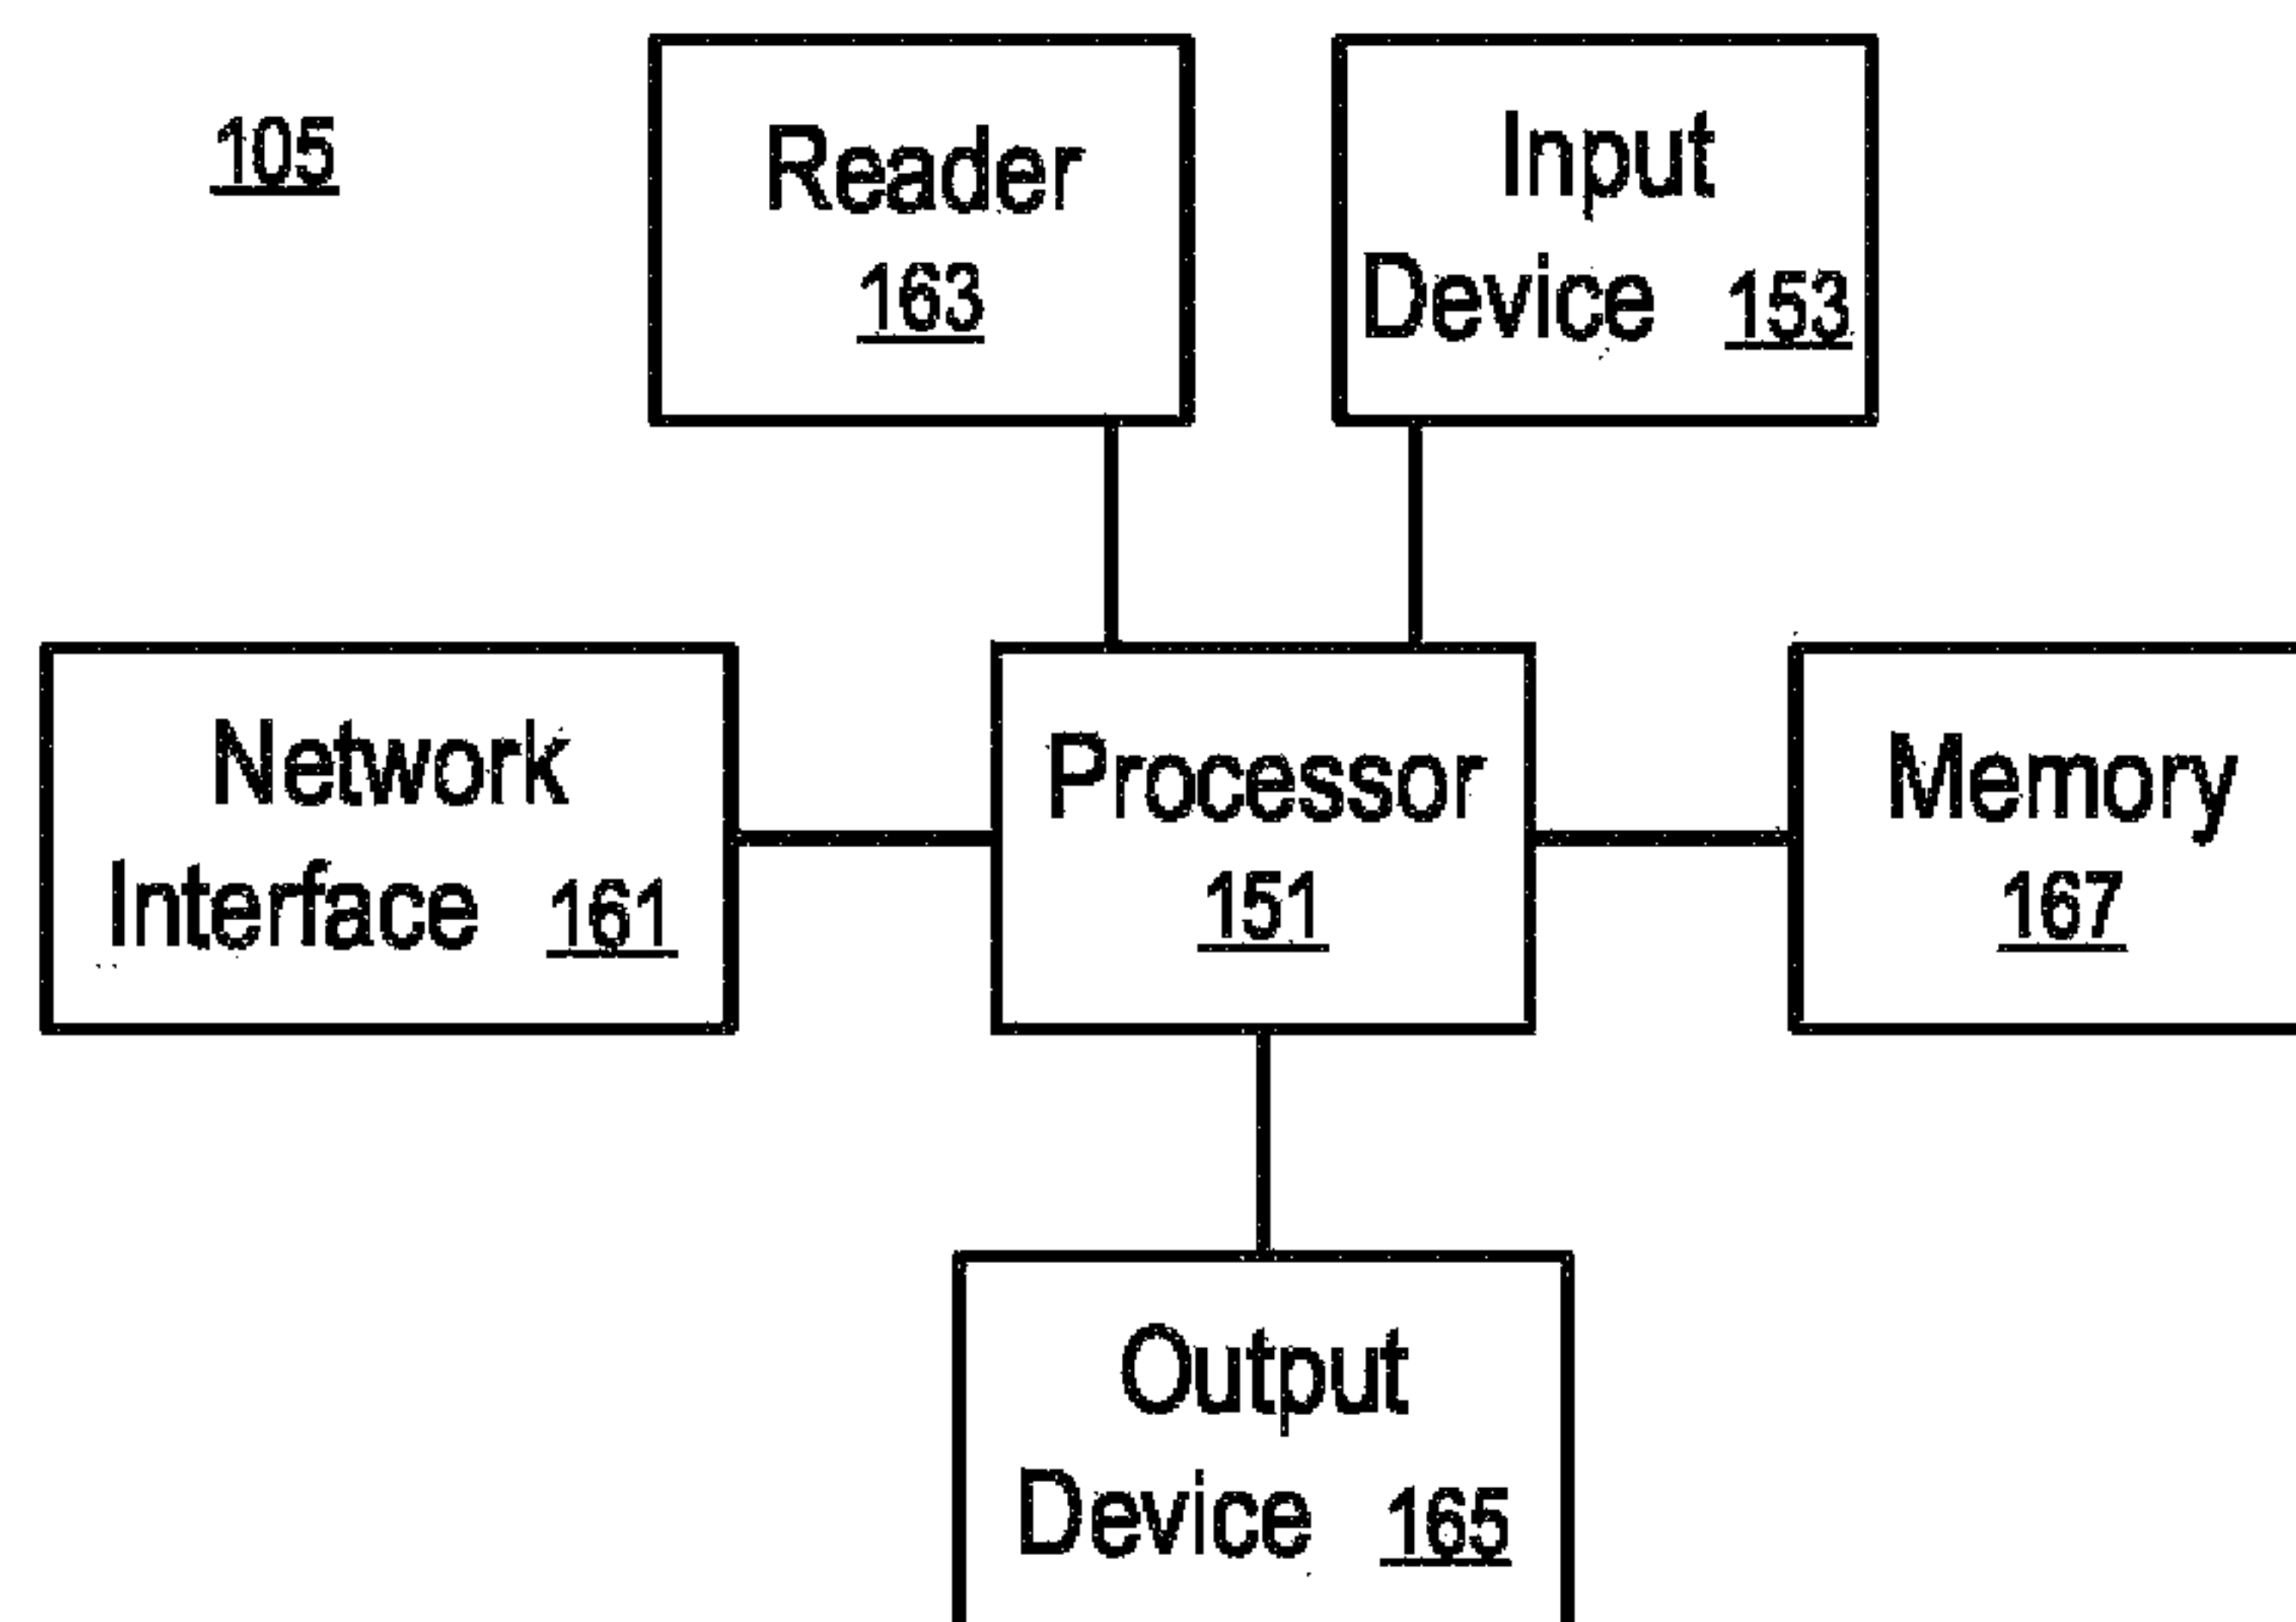 105
Reader
163
Input
Device 153
Network
Interface 161
Processor
151
Memory
167
Output
Device 165